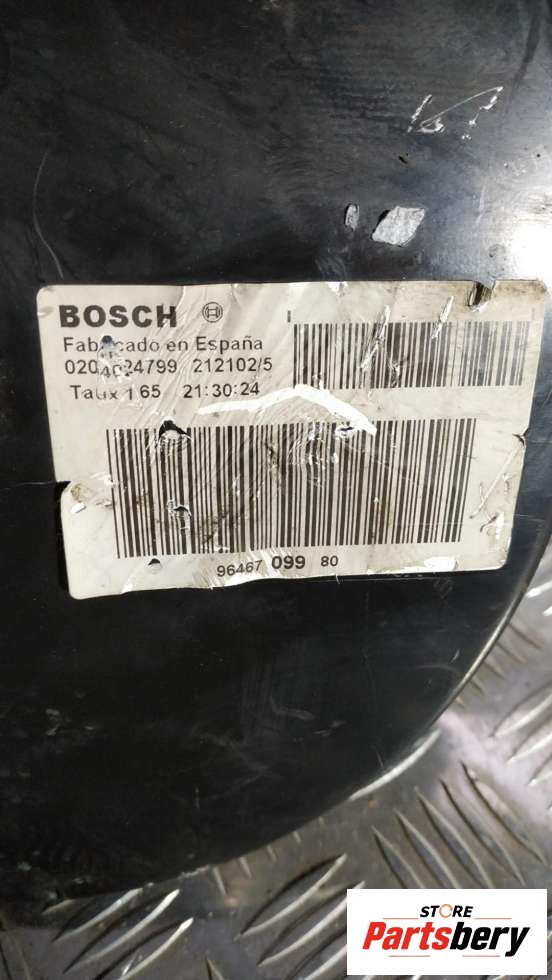 BOSCH
Fabricado en España
0204024799 212102/5
Taux 1 65 21:30:24
96467 099 80
STORE
Partsbery